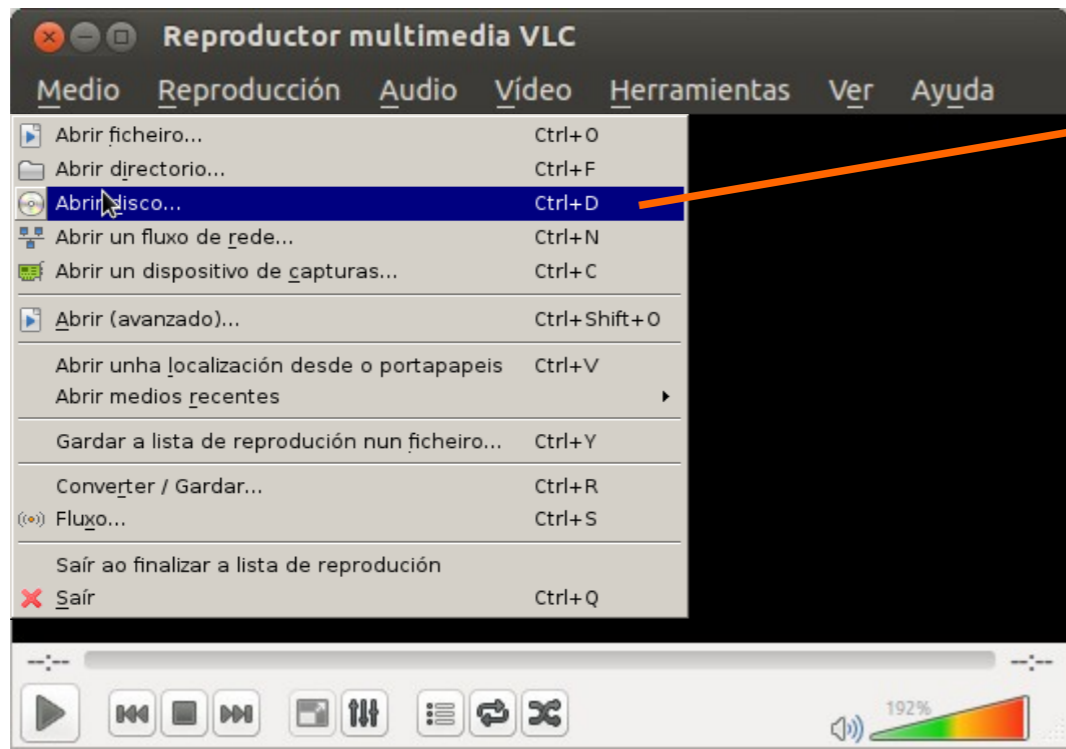 Reproductor multimedia VLC
Medio Reproducción Audio Vídeo Herramientas Ver Ayuda
Abrir ficheiro... Ctrl+O
Abrir directorio... Ctrl+F
Abrir disco... Ctrl+D
Abrir un fluxo de rede... Ctrl+N
Abrir un dispositivo de capturas... Ctrl+C
Abrir (avanzado)... Ctrl+Shift+O
Abrir unha localización desde o portapapeis Ctrl+V
Abrir medios recentes
Gardar a lista de reprodución nun ficheiro... Ctrl+Y
Converter / Gardar... Ctrl+R
Fluxo... Ctrl+S
Saír ao finalizar a lista de reprodución
Saír Ctrl+Q
--:-- --:--
192%